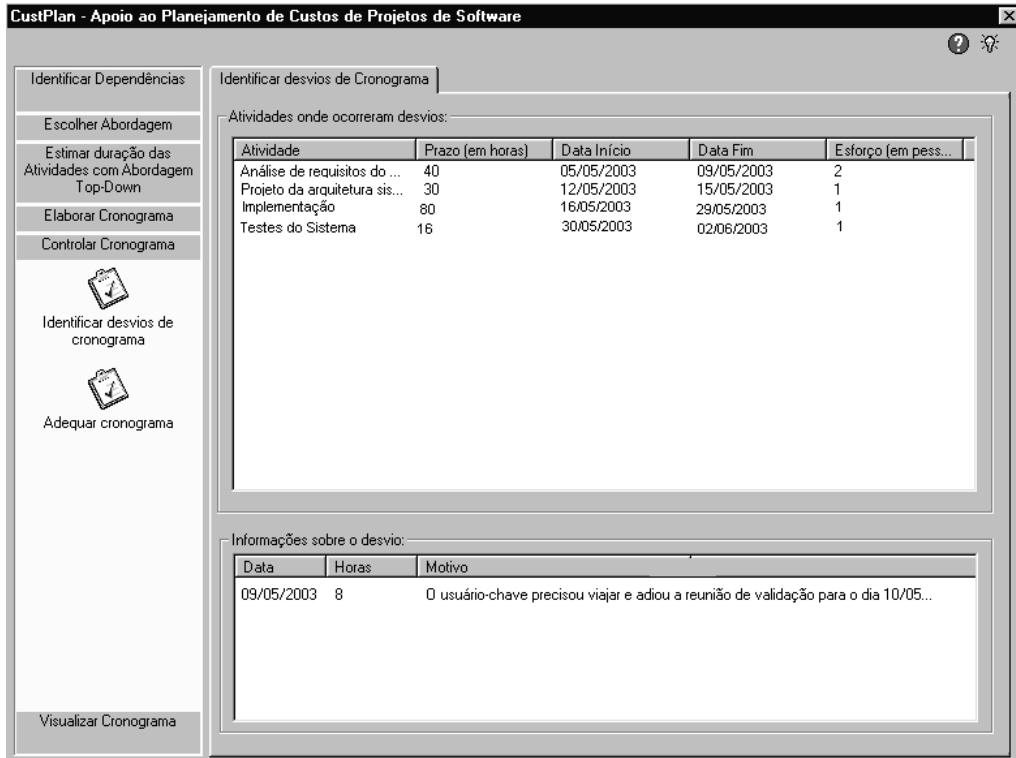 CustPlan - Apoio ao Planejamento de Custos de Projetos de Software
Identificar Dependências
Escolher Abordagem
Estimar duração das
Atividades com Abordagem
Top-Down
Elaborar Cronograma
Controlar Cronograma
Identificar desvios de
cronograma
Adequar cronograma
Visualizar Cronograma
Identificar desvios de Cronograma
Atividades onde ocorreram desvios:
Atividade Prazo (em horas) Data Início Data Fim Esforço (em pess...
Análise de requisitos do ... 40 05/05/2003 09/05/2003 2
Projeto da arquitetura sis... 30 12/05/2003 15/05/2003 1
Implementação 80 16/05/2003 29/05/2003 1
Testes do Sistema 16 30/05/2003 02/06/2003 1
Informações sobre o desvio:
Data Horas Motivo
09/05/2003 8 O usuário-chave precisou viajar e adiou a reunião de validação para o dia 10/05...